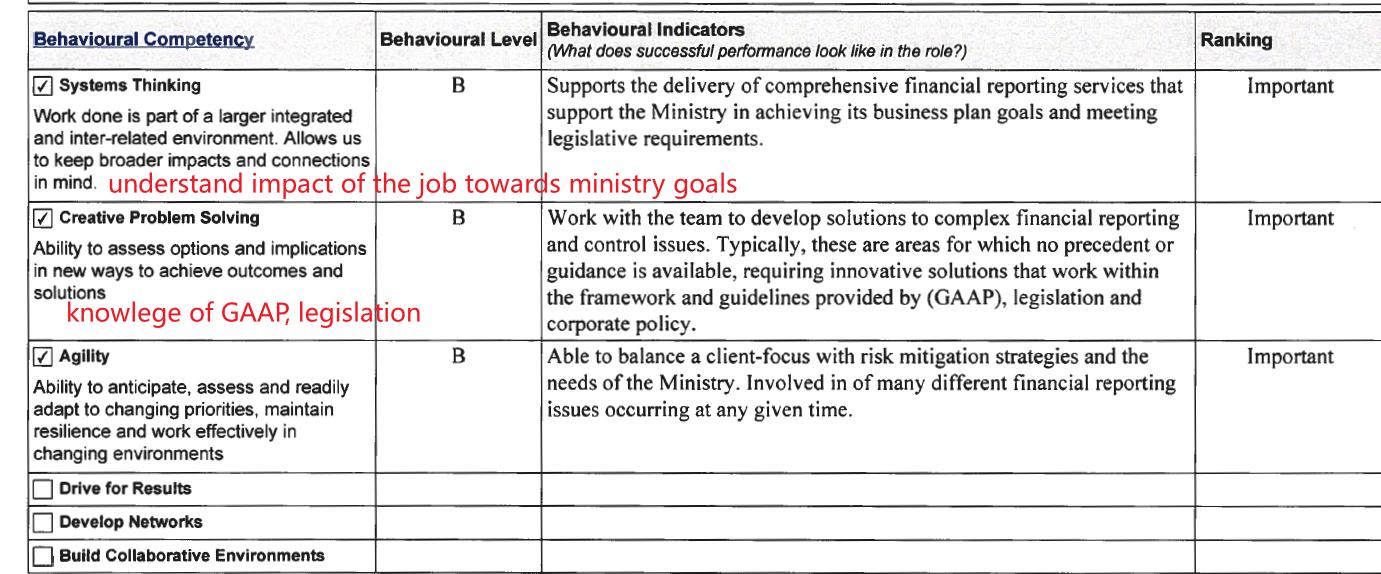 Behavioural Competency
Behavioural Level
Behavioural Indicators
(What does successful performance look like in the role?)
Ranking
Systems Thinking
Work done is part of a larger integrated
and inter-related environment. Allows us
to keep broader impacts and connections
in mind.
understand impact of the job towards ministry goals
B
Supports the delivery of comprehensive financial reporting services that
support the Ministry in achieving its business plan goals and meeting
legislative requirements.
Important
Creative Problem Solving
Ability to assess options and implications
in new ways to achieve outcomes and
solutions
knowlege of GAAP, legislation
B
Work with the team to develop solutions to complex financial reporting
and control issues. Typically, these are areas for which no precedent or
guidance is available, requiring innovative solutions that work within
the framework and guidelines provided by (GAAP), legislation and
corporate policy.
Important
Agility
Ability to anticipate, assess and readily
adapt to changing priorities, maintain
resilience and work effectively in
changing environments
B
Able to balance a client-focus with risk mitigation strategies and the
needs of the Ministry. Involved in of many different financial reporting
issues occurring at any given time.
Important
Drive for Results
Develop Networks
Build Collaborative Environments